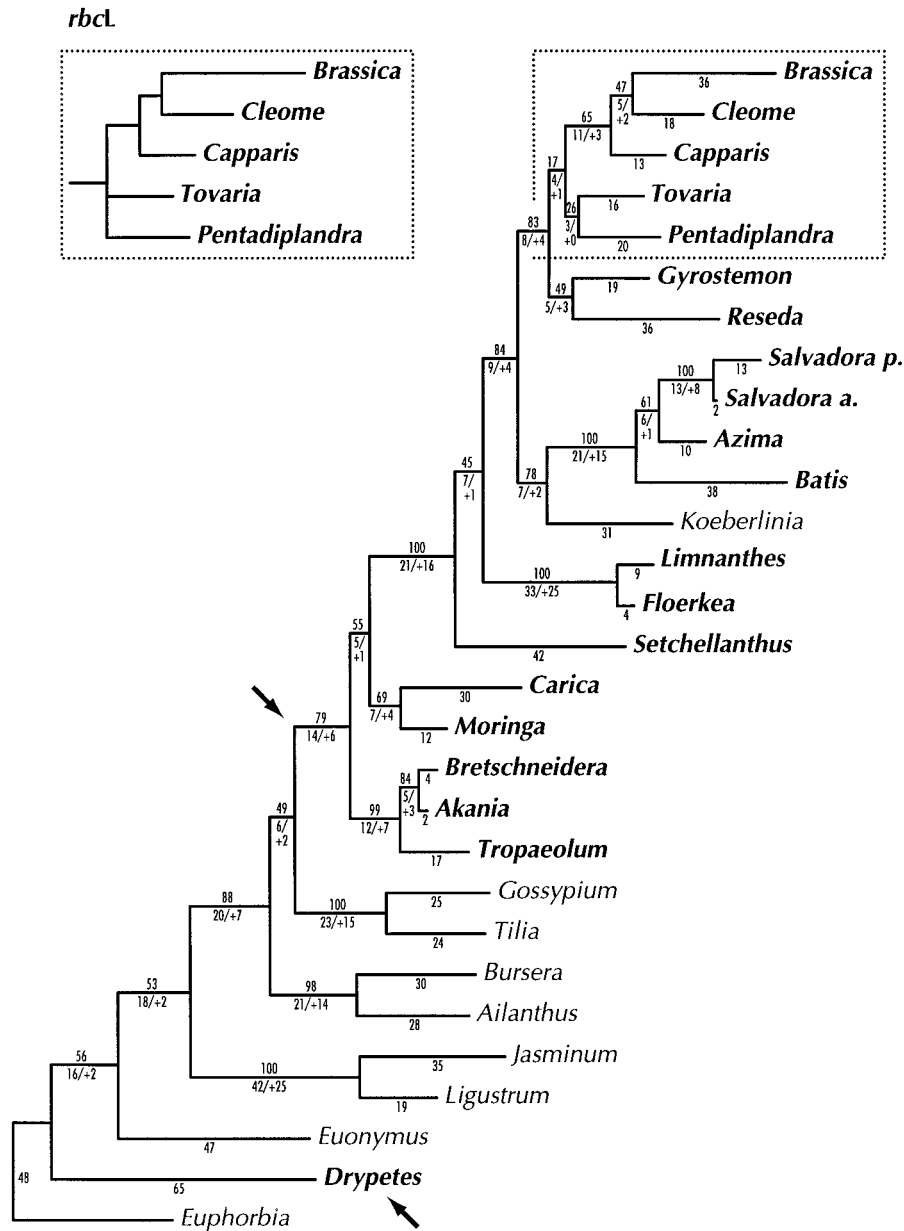 rbcL
Brassica
Cleome
Capparis
Tovaria
Pentadiplandra
Brassica
36
47
5/
+2
Cleome
18
65
11/+3
Capparis
13
17
4/
+1
Tovaria
16
26
3/
+0
Pentadiplandra
20
83
8/+4
Gyrostemon
19
49
5/+3
Reseda
36
84
9/+4
Salvadora p.
13
100
13/+8
Salvadora a.
2
61
6/
+1
Azima
10
100
21/+15
Batis
38
45
7/
+1
78
7/+2
Koeberlinia
31
100
21/+16
Limnanthes
9
100
33/+25
Floerkea
4
Setchellanthus
42
55
5/
+1
Carica
30
69
7/+4
Moringa
12
79
14/+6
Bretschneidera
4
84
5/
+3
Akania
2
99
12/+7
Tropaeolum
17
49
6/
+2
Gossypium
25
100
23/+15
Tilia
24
88
20/+7
Bursera
30
98
21/+14
Ailanthus
28
53
18/+2
Jasminum
35
100
42/+25
Ligustrum
19
56
16/+2
Euonymus
47
Drypetes
65
48
Euphorbia